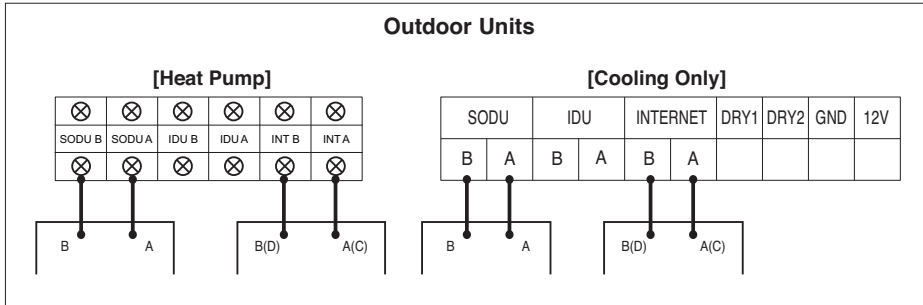 Outdoor Units
[Heat Pump]
SODU B SODU A IDU B IDU A INT B INT A
B A B(D) A(C)
[Cooling Only]
SODU IDU INTERNET DRY1 DRY2 GND 12V
B A B A B A
B A B(D) A(C)